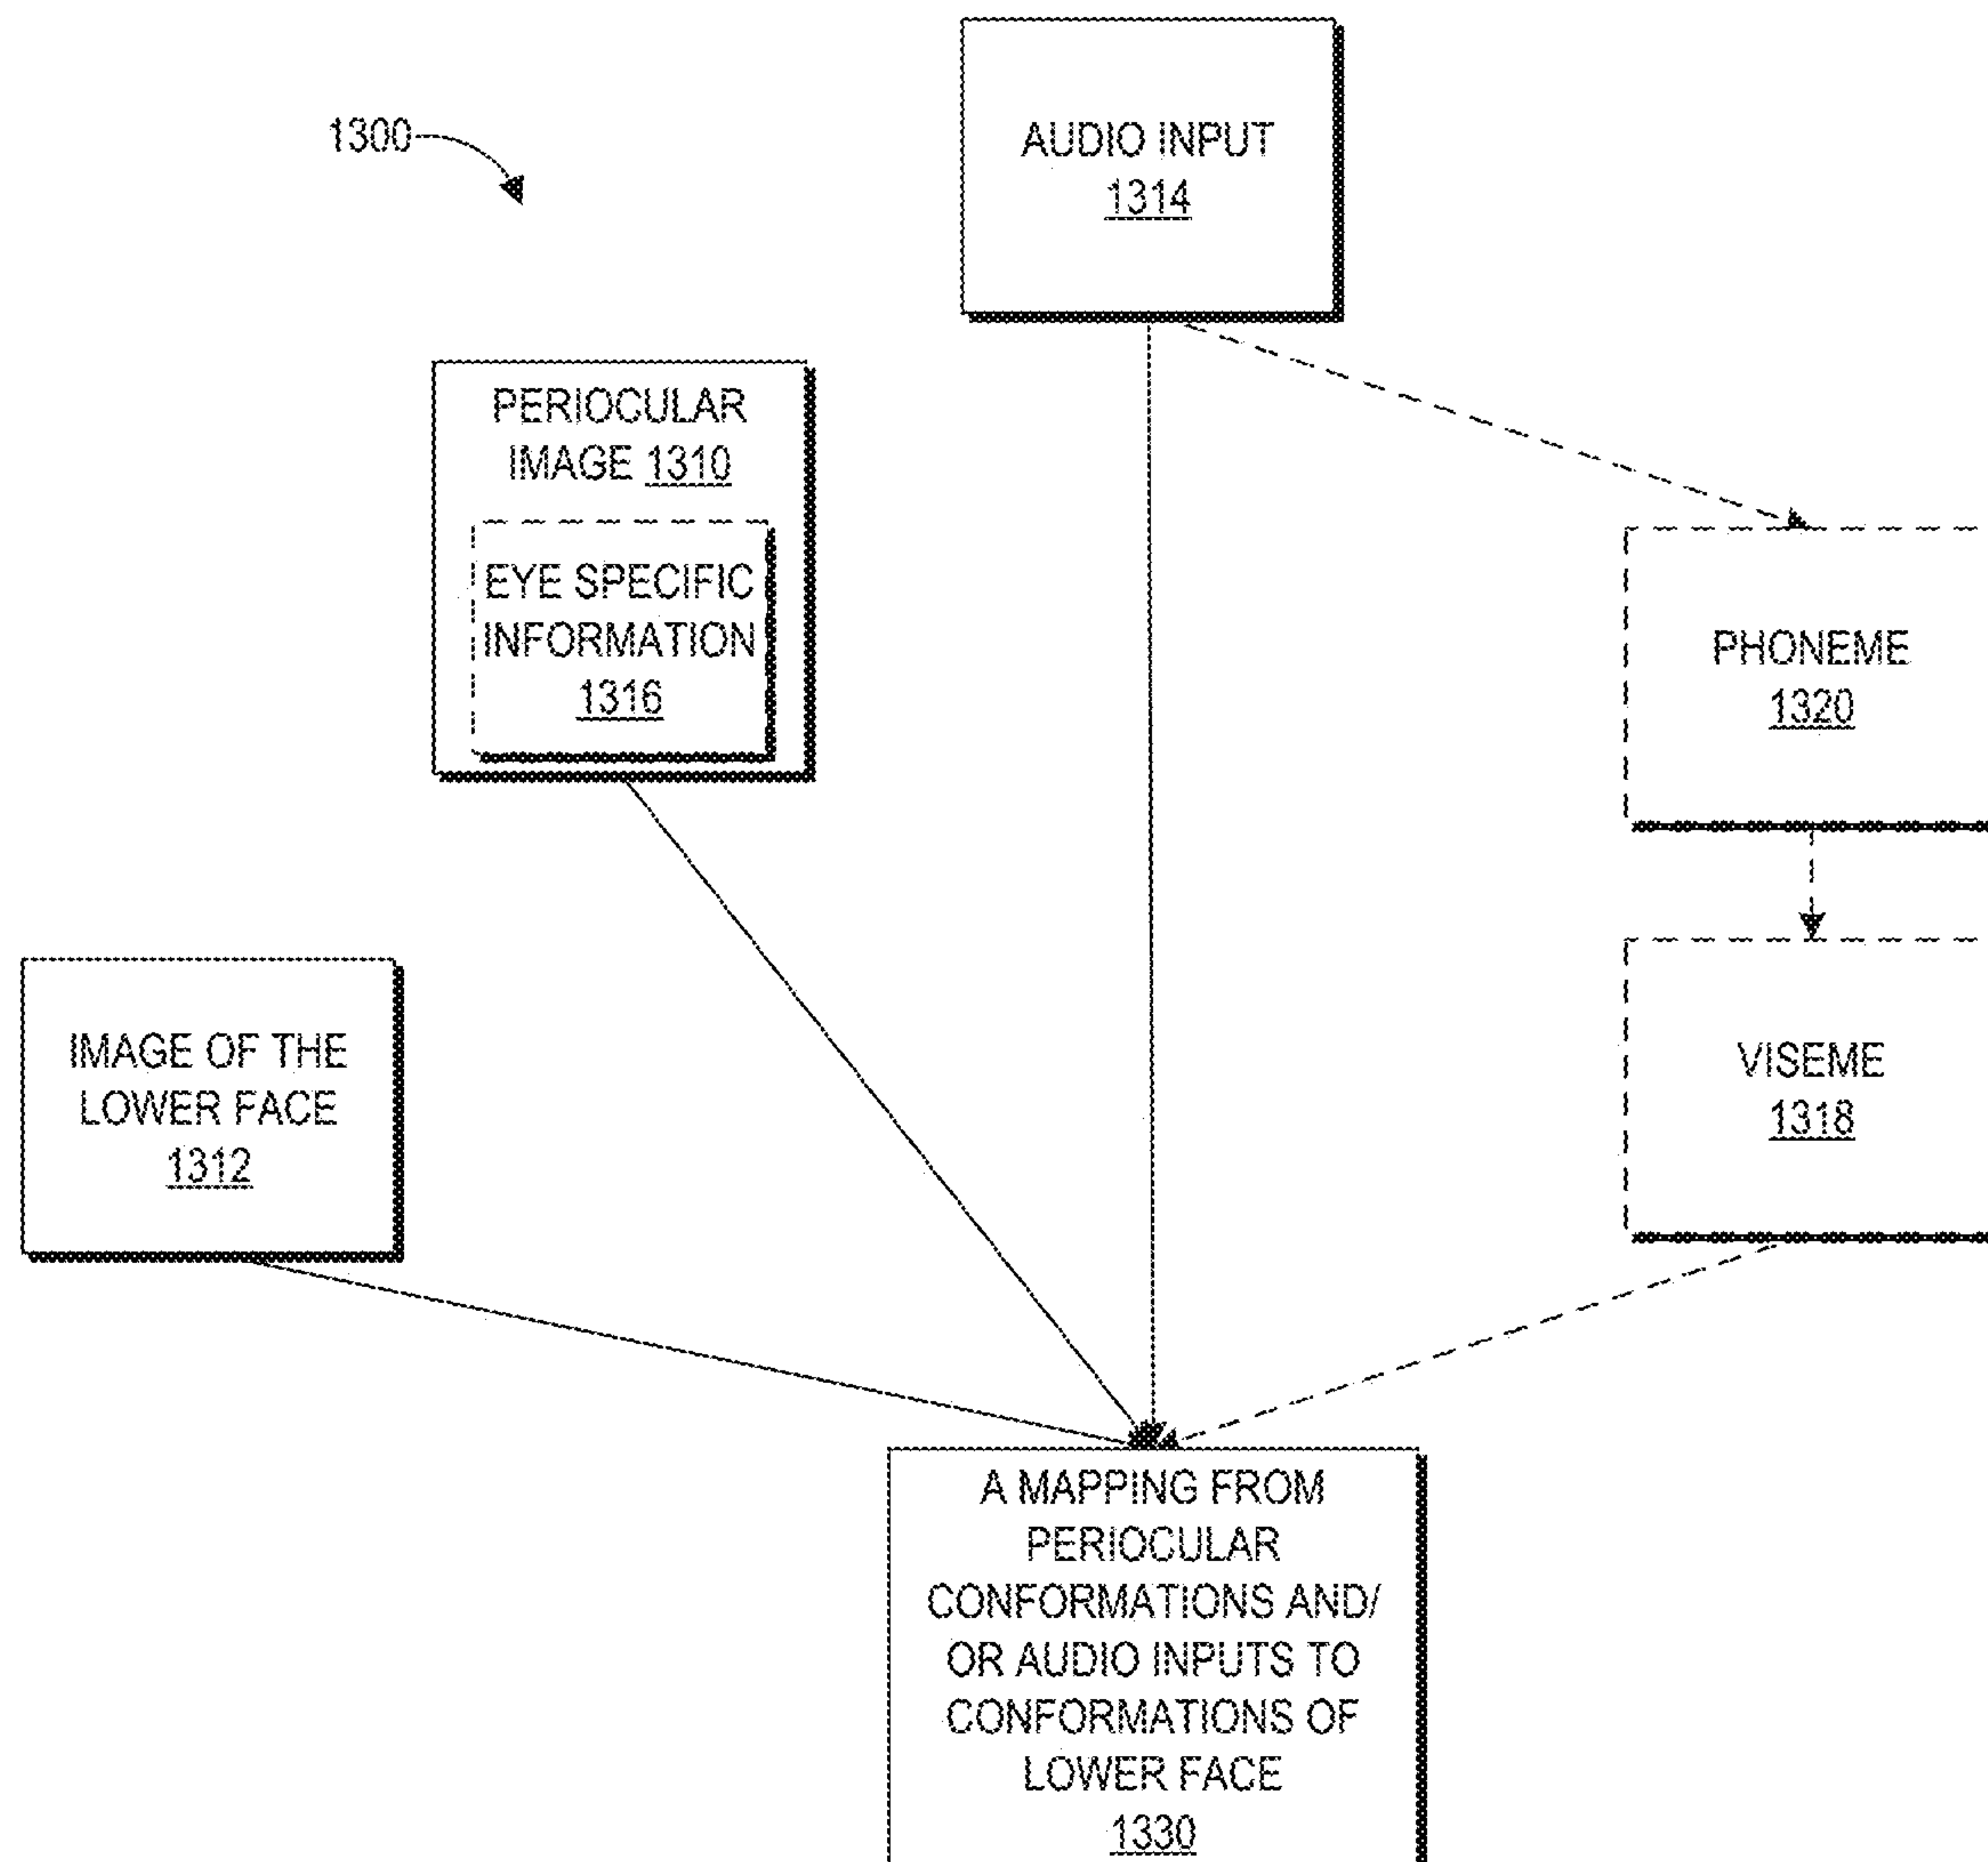 1300
AUDIO INPUT
1314
PERIOCULAR
IMAGE 1310
EYE SPECIFIC
INFORMATION
1316
PHONEME
1320
IMAGE OF THE
LOWER FACE
1312
VISEME
1318
A MAPPING FROM
PERIOCULAR
CONFORMATIONS AND/
OR AUDIO INPUTS TO
CONFORMATIONS OF
LOWER FACE
1330